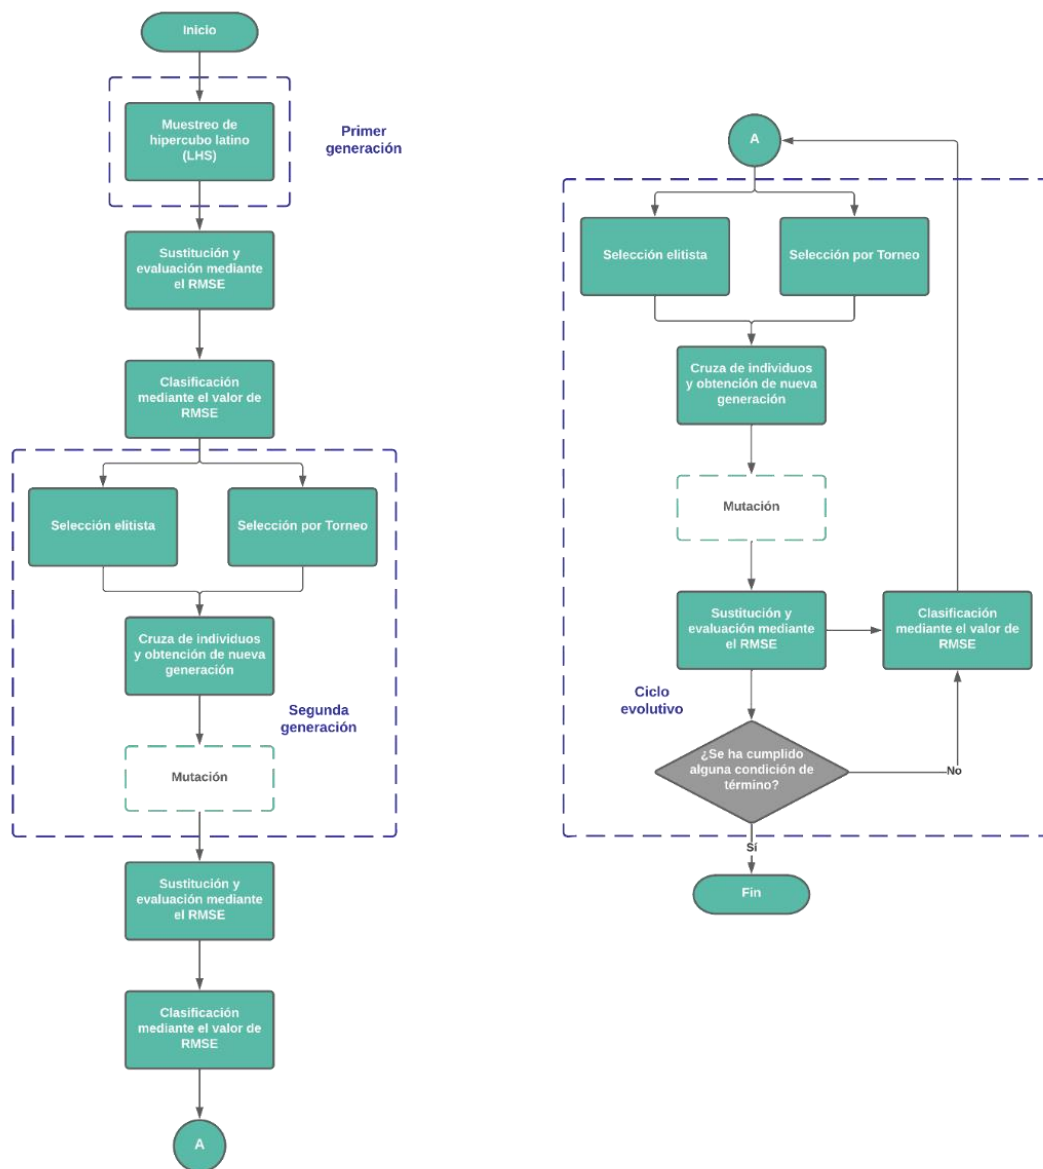 Inicio
Muestreo de
hipercubo latino
(LHS)
Primer
generación
Sustitución y
evaluación mediante
el RMSE
Clasificación
mediante el valor de
RMSE
Selección elitista
Selección por Torneo
Cruza de individuos
y obtención de nueva
generación
Segunda
generación
Mutación
Sustitución y
evaluación mediante
el RMSE
Clasificación
mediante el valor de
RMSE
A
A
Selección elitista
Selección por Torneo
Cruza de individuos
y obtención de nueva
generación
Mutación
Sustitución y
evaluación mediante
el RMSE
Clasificación
mediante el valor de
RMSE
Ciclo
evolutivo
¿Se ha cumplido
alguna condición de
término?
No
Sí
Fin